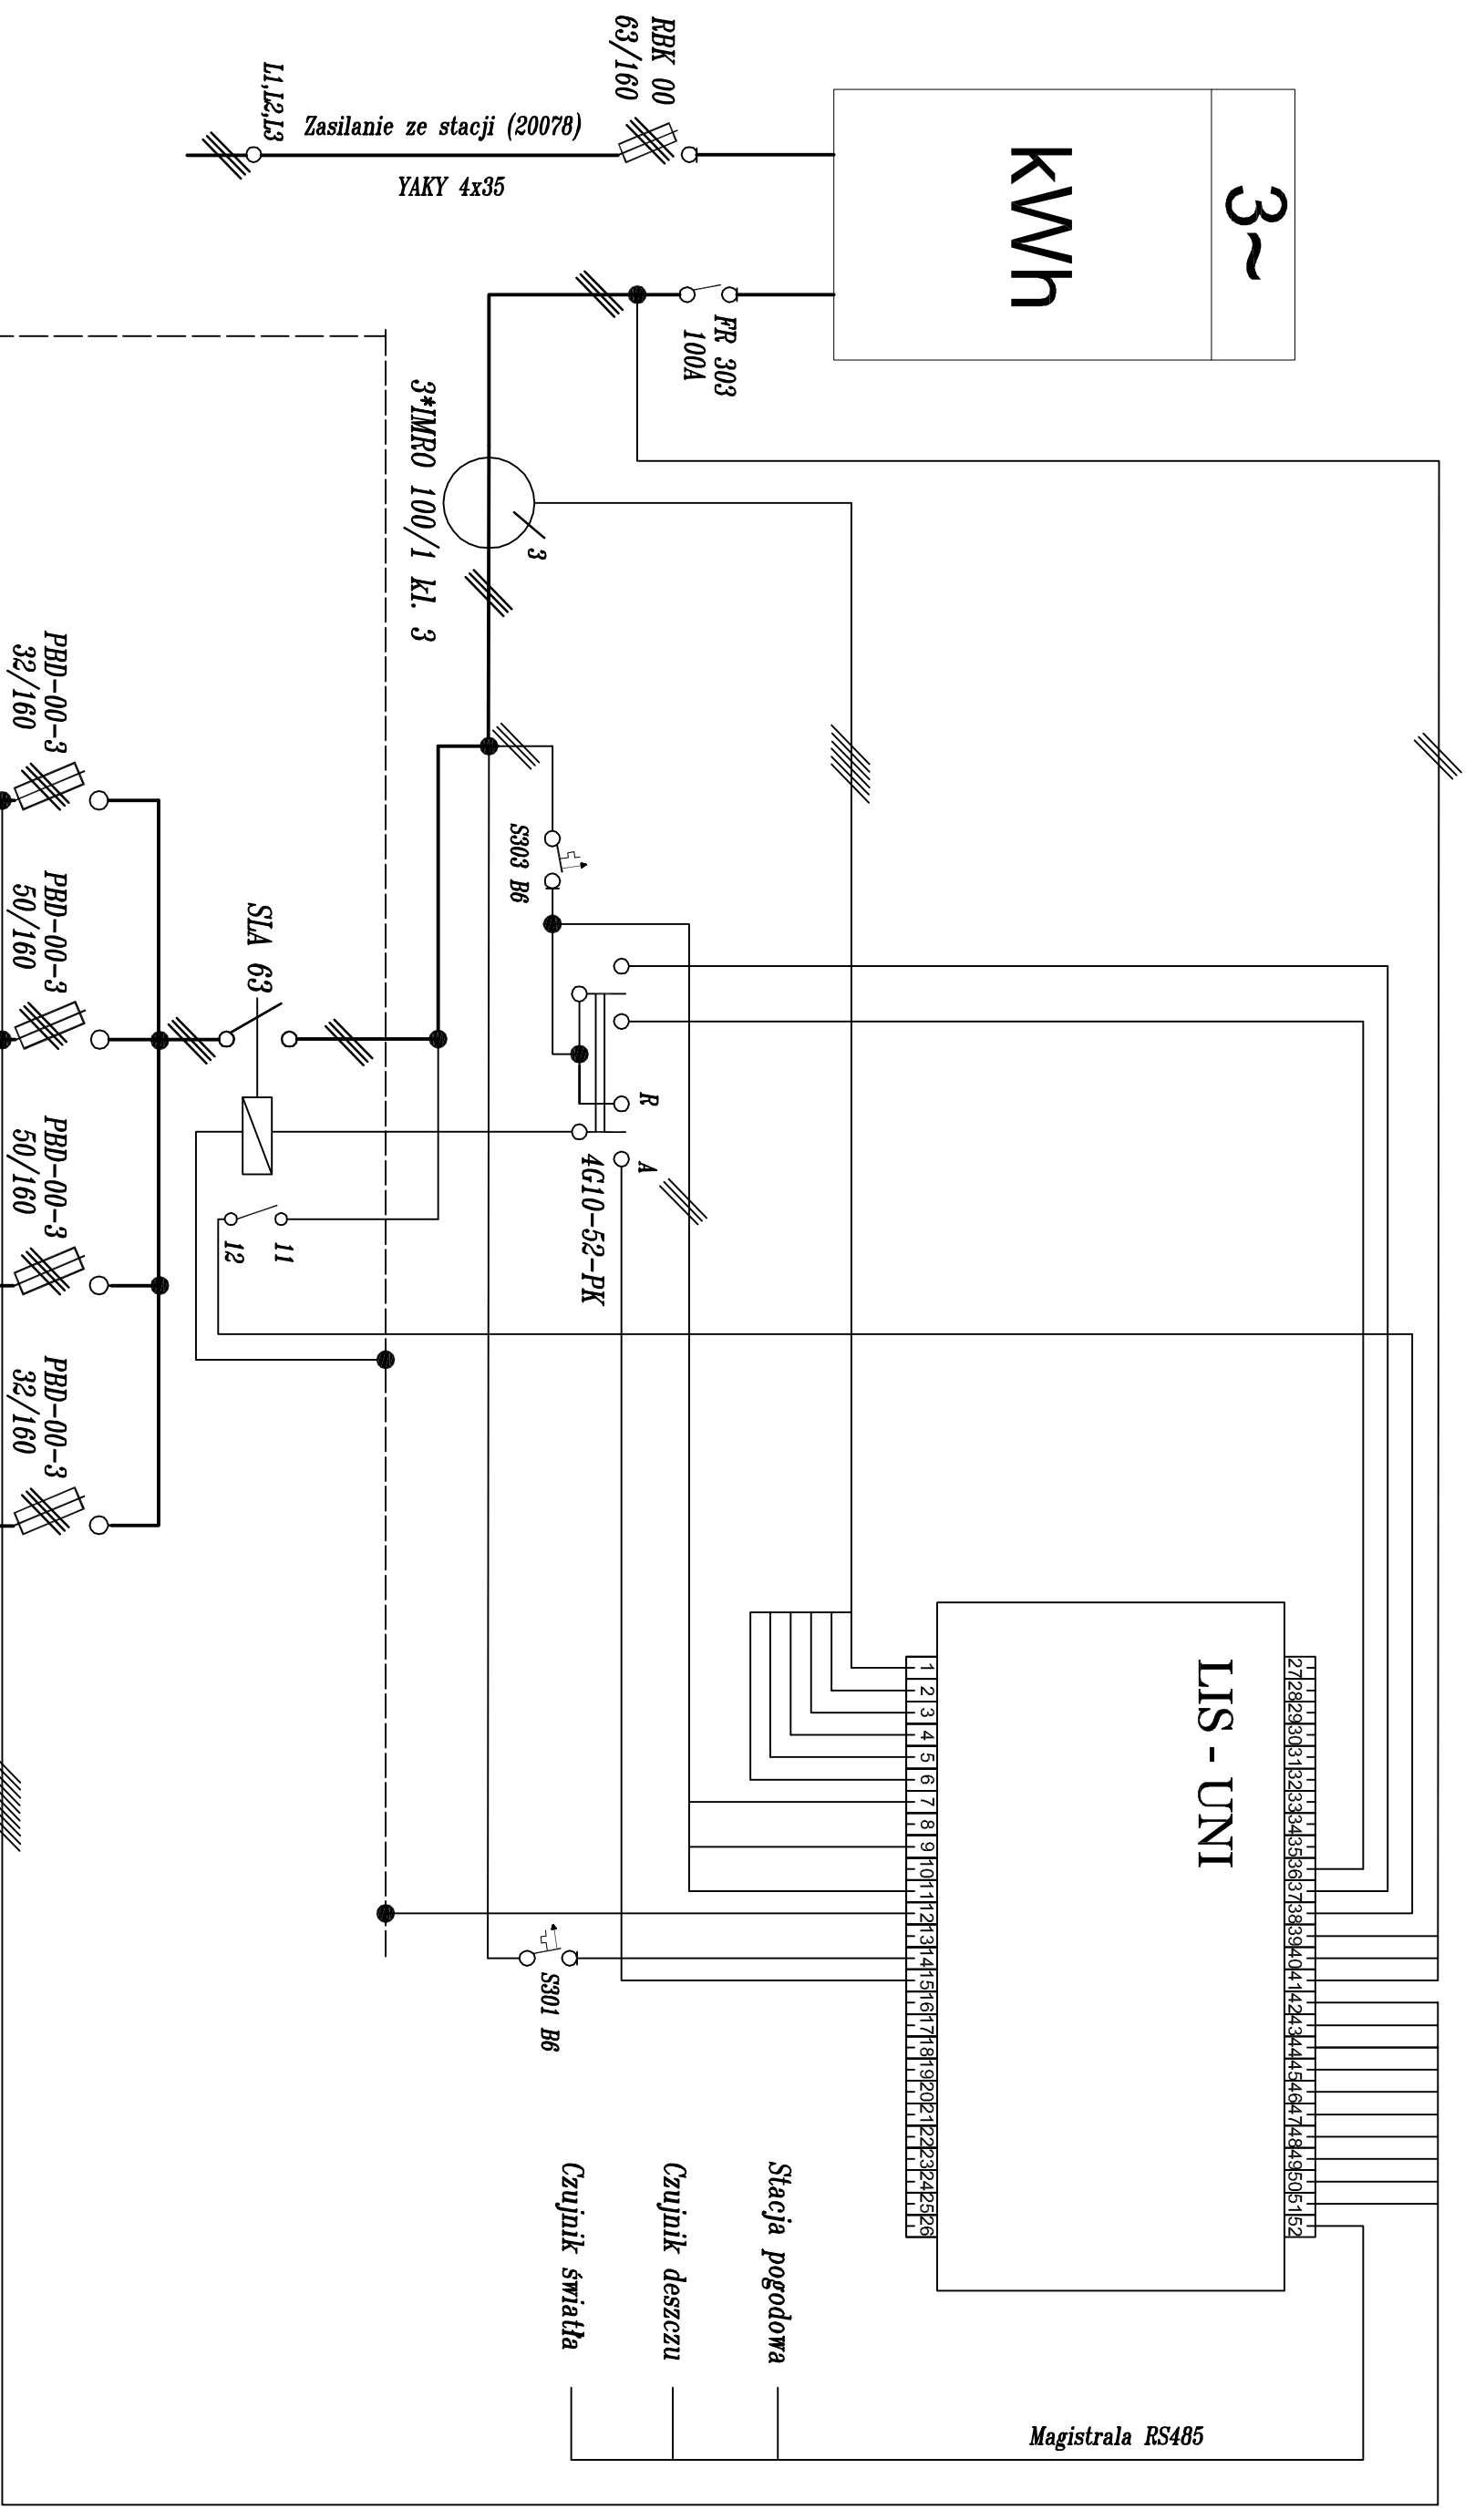 3~
kWh
RBK 00
63/160
L1,L2,L3
Zasilanie ze stacji (20078)
YAKY 4x35
FR 303
100A
3*IMRO 100/1 kl. 3
3
S303 B6
R
A
4G10-52-PK
SLA 63
11
12
PBD-00-3
32/160
PBD-00-3
50/160
PBD-00-3
50/160
PBD-00-3
32/160
LIS - UNI
27 28 29 30 31 32 33 34 35 36 37 38 39 40 41 42 43 44 45 46 47 48 49 50 51 52
1 2 3 4 5 6 7 8 9 10 11 12 13 14 15 16 17 18 19 20 21 22 23 24 25 26
S301 B6
Stacja pogodowa
Czujnik deszczu
Czujnik światła
Magistrala RS485